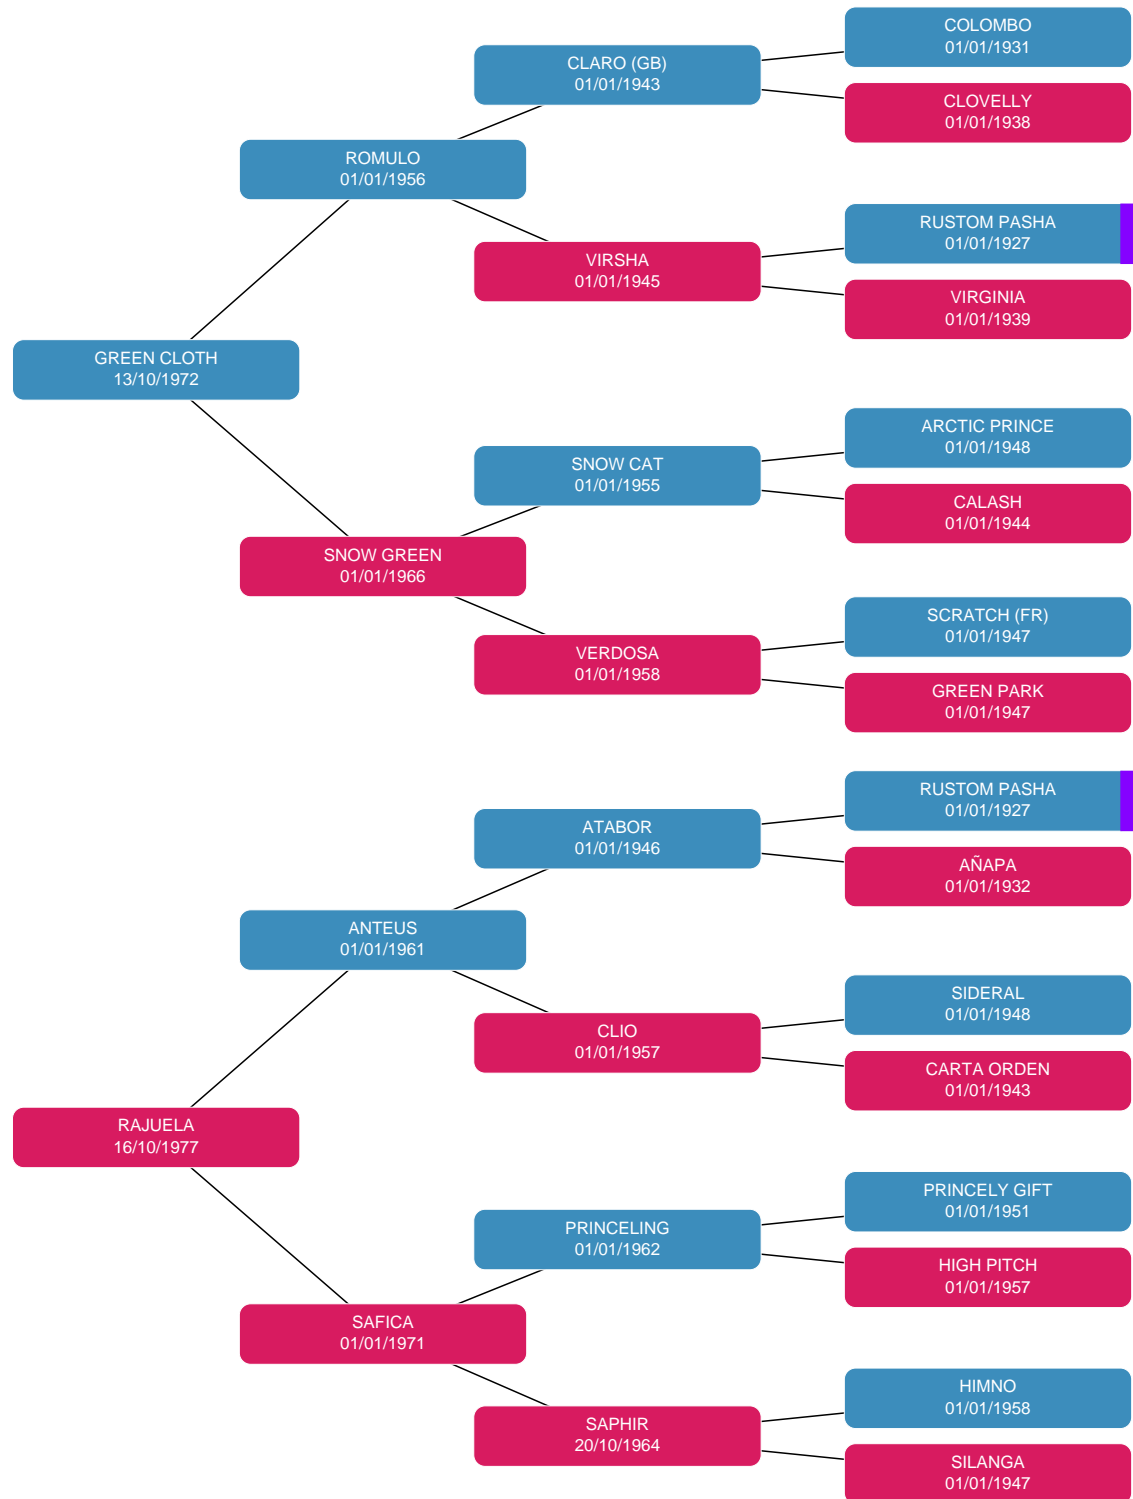 COLOMBO
01/01/1931
CLARO (GB)
01/01/1943
CLOVELLY
01/01/1938
ROMULO
01/01/1956
RUSTOM PASHA
01/01/1927
VIRSHA
01/01/1945
VIRGINIA
01/01/1939
GREEN CLOTH
13/10/1972
ARCTIC PRINCE
01/01/1948
SNOW CAT
01/01/1955
CALASH
01/01/1944
SNOW GREEN
01/01/1966
SCRATCH (FR)
01/01/1947
VERDOSA
01/01/1958
GREEN PARK
01/01/1947
RUSTOM PASHA
01/01/1927
ATABOR
01/01/1946
AÑAPA
01/01/1932
ANTEUS
01/01/1961
SIDERAL
01/01/1948
CLIO
01/01/1957
CARTA ORDEN
01/01/1943
RAJUELA
16/10/1977
PRINCELY GIFT
01/01/1951
PRINCELING
01/01/1962
HIGH PITCH
01/01/1957
SAFICA
01/01/1971
HIMNO
01/01/1958
SAPHIR
20/10/1964
SILANGA
01/01/1947